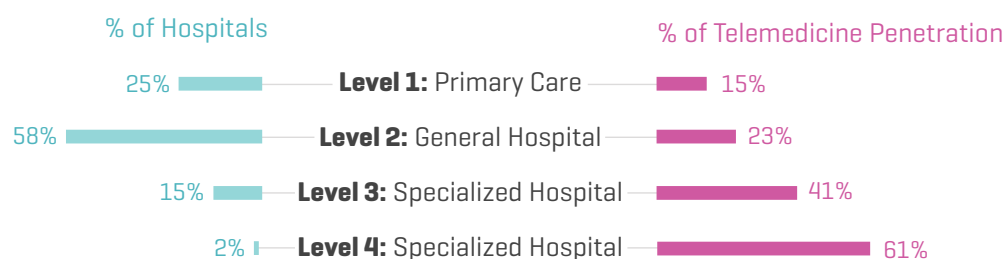 % of Hospitals
% of Telemedicine Penetration
25% Level 1: Primary Care 15%
58% Level 2: General Hospital 23%
15% Level 3: Specialized Hospital 41%
2% Level 4: Specialized Hospital 61%